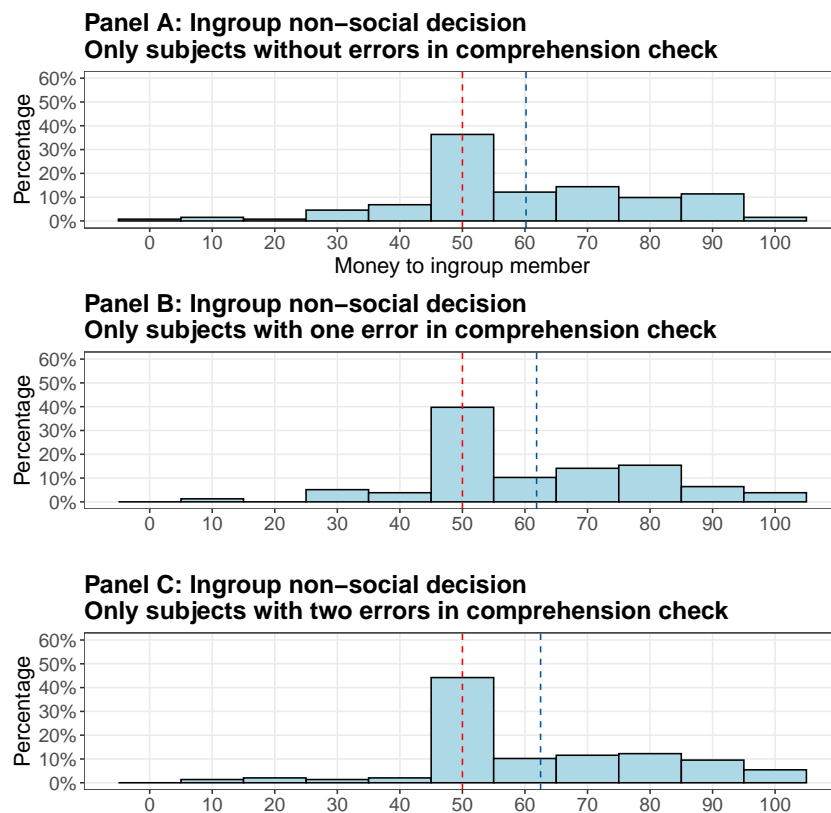 Panel A: Ingroup non−social decision
Only subjects without errors in comprehension check
60%
50%
40%
30%
20%
10%
0%
Percentage
0 10 20 30 40 50 60 70 80 90 100
Money to ingroup member
Panel B: Ingroup non−social decision
Only subjects with one error in comprehension check
60%
50%
40%
30%
20%
10%
0%
Percentage
0 10 20 30 40 50 60 70 80 90 100
Panel C: Ingroup non−social decision
Only subjects with two errors in comprehension check
60%
50%
40%
30%
20%
10%
0%
Percentage
0 10 20 30 40 50 60 70 80 90 100